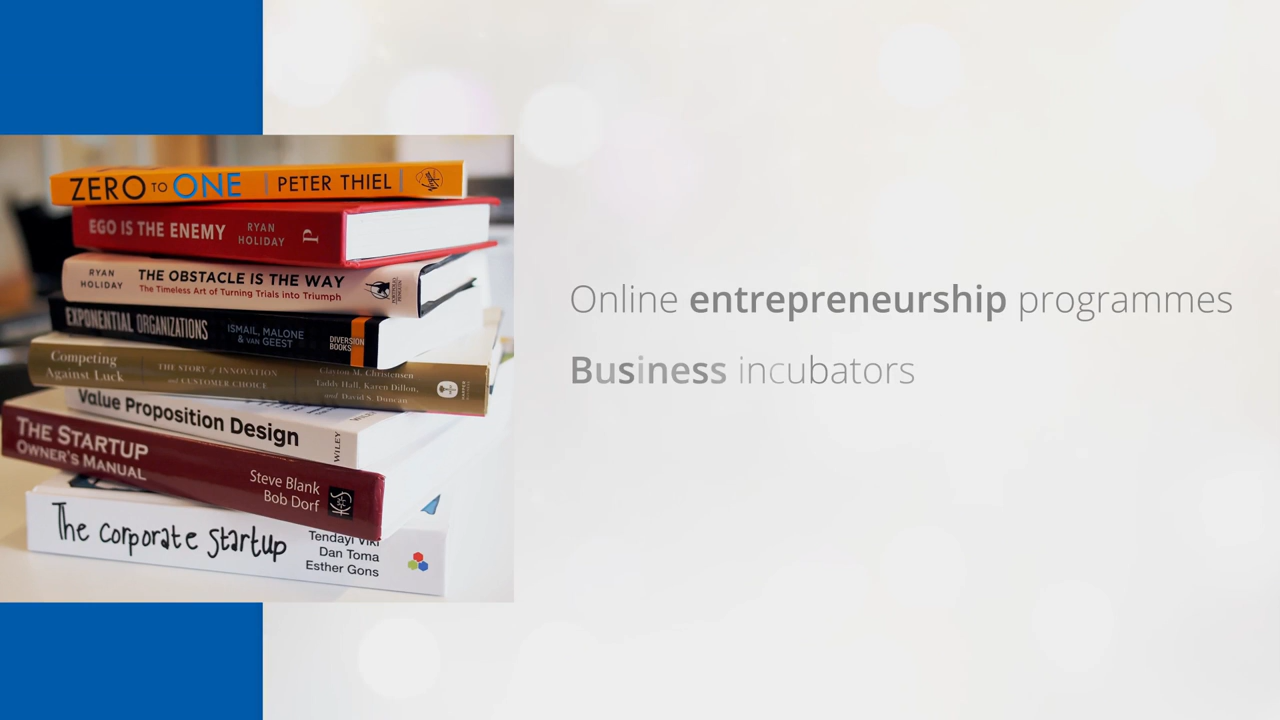 ZERO TO ONE | PETER THIEL |
EGO IS THE ENEMY RYAN
HOLIDAY P
RYAN
HOLIDAY THE OBSTACLE IS THE WAY
The Timeless Art of Turning Trials into Triumph
EXPONENTIAL ORGANIZATIONS ISMAIL, MALONE
& VAN GEEST DIVERSION
BOOKS
Competing
Against Luck THE STORY of INNOVATION
and CUSTOMER CHOICE Clayton M. Christensen,
Taddy Hall, Karen Dillon,
and David S. Duncan
Value Proposition Design WILEY
THE STARTUP
OWNER'S MANUAL Steve Blank
Bob Dorf K&S
The corporate startup Tendayi Viki
Dan Toma
Esther Gons
Online entrepreneurship programmes
Business incubators